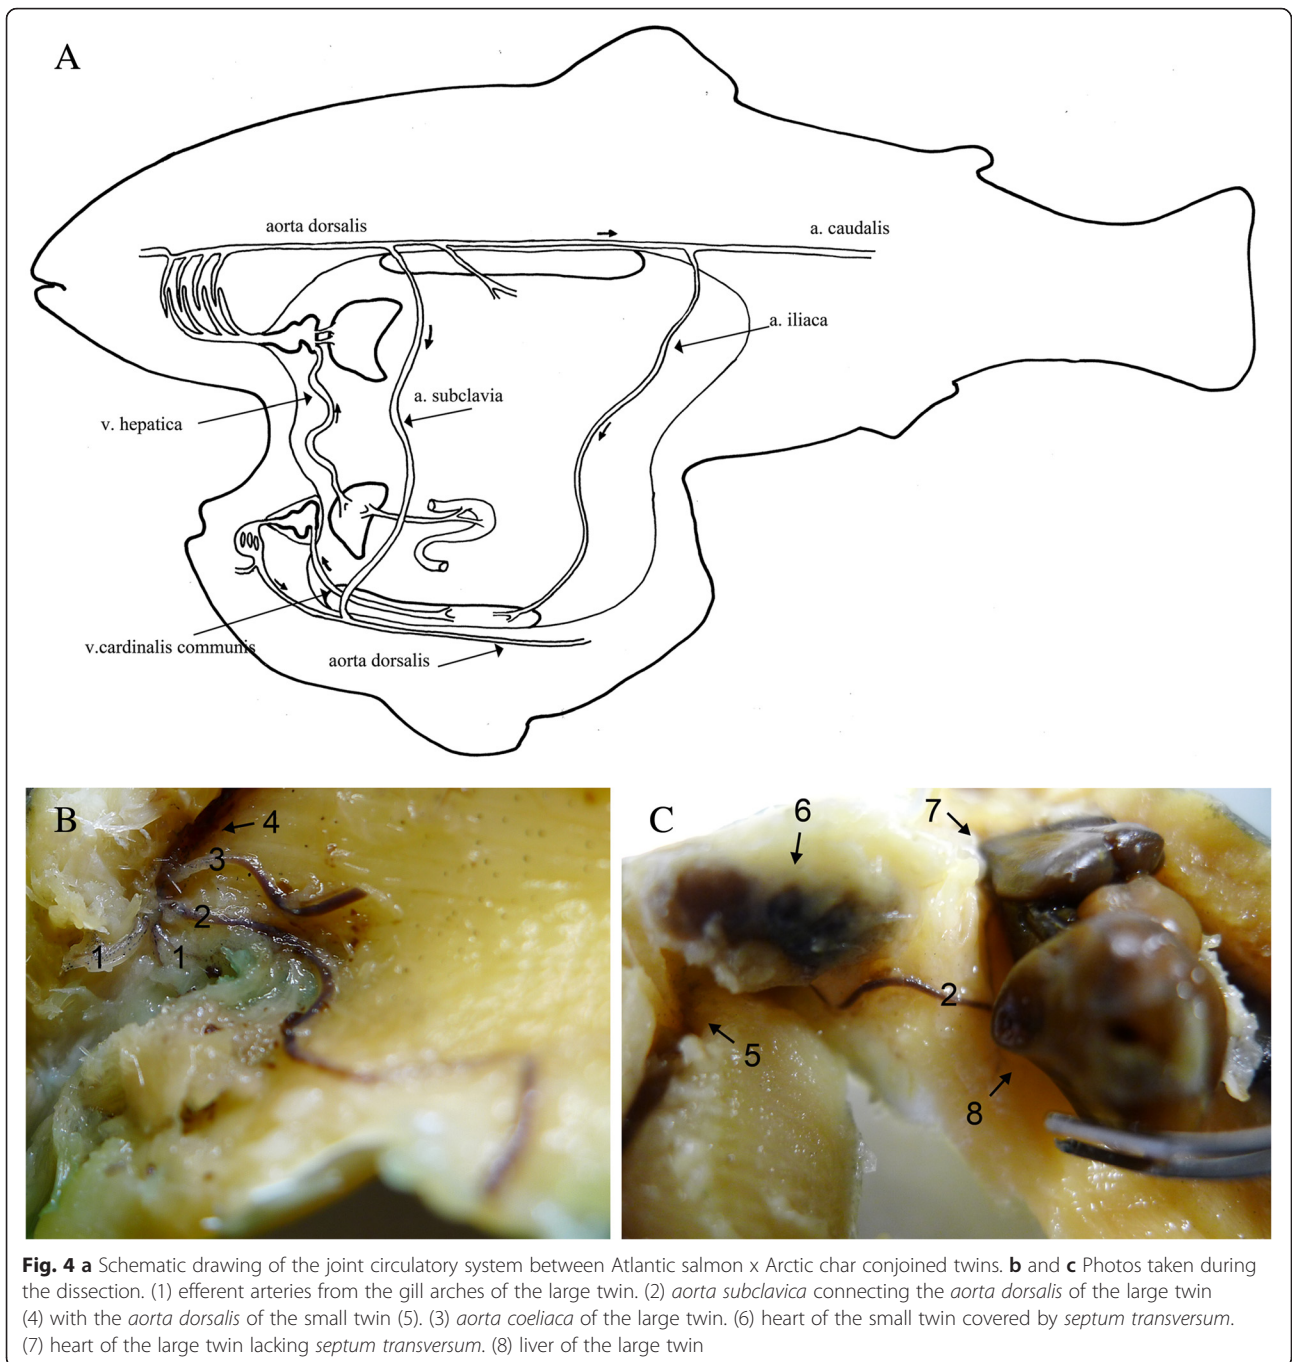 A
aorta dorsalis
a. caudalis
a. iliaca
a. subclavia
v. hepatica
v.cardinalis communis
aorta dorsalis
B
4
3
2
1
1
C
6
7
2
5
8
Fig. 4 a Schematic drawing of the joint circulatory system between Atlantic salmon x Arctic char conjoined twins. b and c Photos taken during
the dissection. (1) efferent arteries from the gill arches of the large twin. (2) aorta subclavica connecting the aorta dorsalis of the large twin
(4) with the aorta dorsalis of the small twin (5). (3) aorta coeliaca of the large twin. (6) heart of the small twin covered by septum transversum.
(7) heart of the large twin lacking septum transversum. (8) liver of the large twin